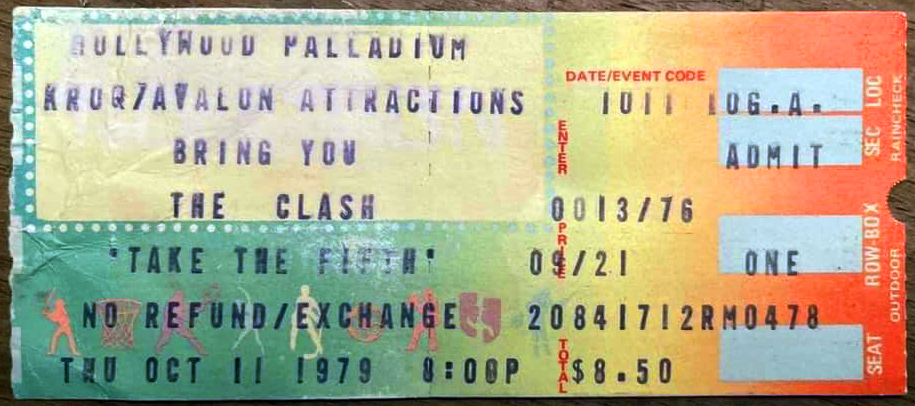 HOLLYWOOD PALLADIUM
KROQ/AVALON ATTRACTIONS
BRING YOU
THE CLASH
"TAKE THE FIFTH"
NO REFUND/EXCHANGE
THU OCT 11 1979 8:00P
DATE/EVENT CODE
1011 LOG.A.
ENTER
ADMIT
0013/76
PRICE
09/21 ONE
20841712RM0478
TOTAL
$8.50
LOC
SEC
ROW-BOX
SEAT
RAINCHECK
OUTDOOR